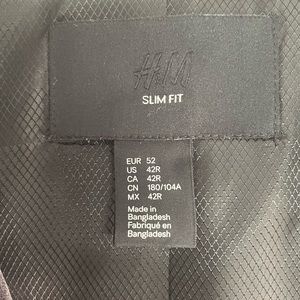 H&M
SLIM FIT
EUR 52
US 42R
CA 42R
CN 180/104A
MX 42R
Made in
Bangladesh
Fabriqué en
Bangladesh